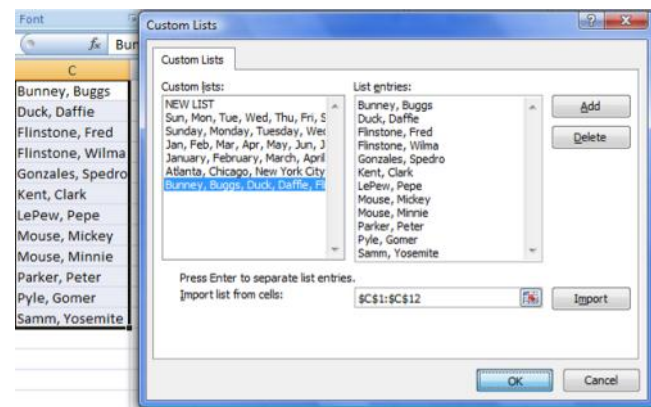 Font
fx Bun
C
Bunney, Buggs
Duck, Daffie
Flinstone, Fred
Flinstone, Wilma
Gonzales, Spedro
Kent, Clark
LePew, Pepe
Mouse, Mickey
Mouse, Minnie
Parker, Peter
Pyle, Gomer
Samm, Yosemite
Custom Lists
Custom Lists
Custom lists:
NEW LIST
Sun, Mon, Tue, Wed, Thu, Fri, S
Sunday, Monday, Tuesday, Wed
Jan, Feb, Mar, Apr, May, Jun, J
January, February, March, April
Atlanta, Chicago, New York City
Bunney, Buggs, Duck, Daffie, Fl
List entries:
Bunney, Buggs
Duck, Daffie
Flinstone, Fred
Flinstone, Wilma
Gonzales, Spedro
Kent, Clark
LePew, Pepe
Mouse, Mickey
Mouse, Minnie
Parker, Peter
Pyle, Gomer
Samm, Yosemite
Add
Delete
Press Enter to separate list entries.
Import list from cells:
$C$1:$C$12
Import
OK
Cancel